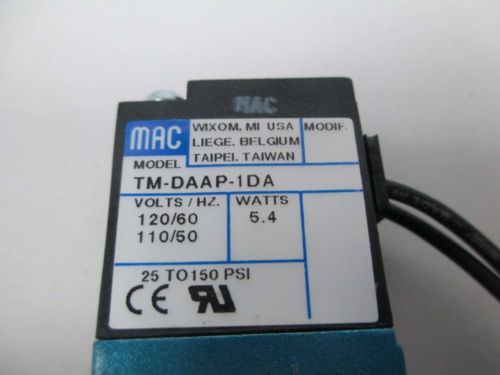 MAC
MAC
WIXOM, MI USA
LIEGE, BELGIUM
TAIPEI, TAIWAN
MODIF.
MODEL
TM-DAAP-1DA
VOLTS / HZ.
120/60
110/50
WATTS
5.4
25 TO150 PSI
CE RU